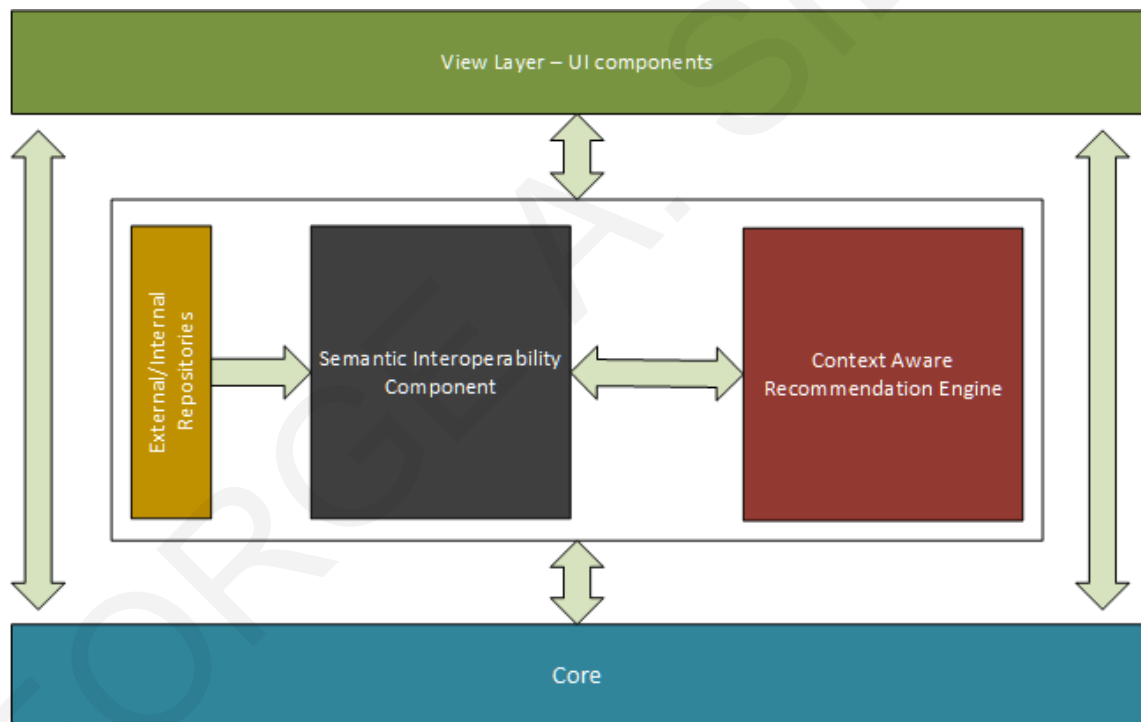 View Layer – UI components
External/Internal
Repositories
Semantic Interoperability
Component
Context Aware
Recommendation Engine
Core